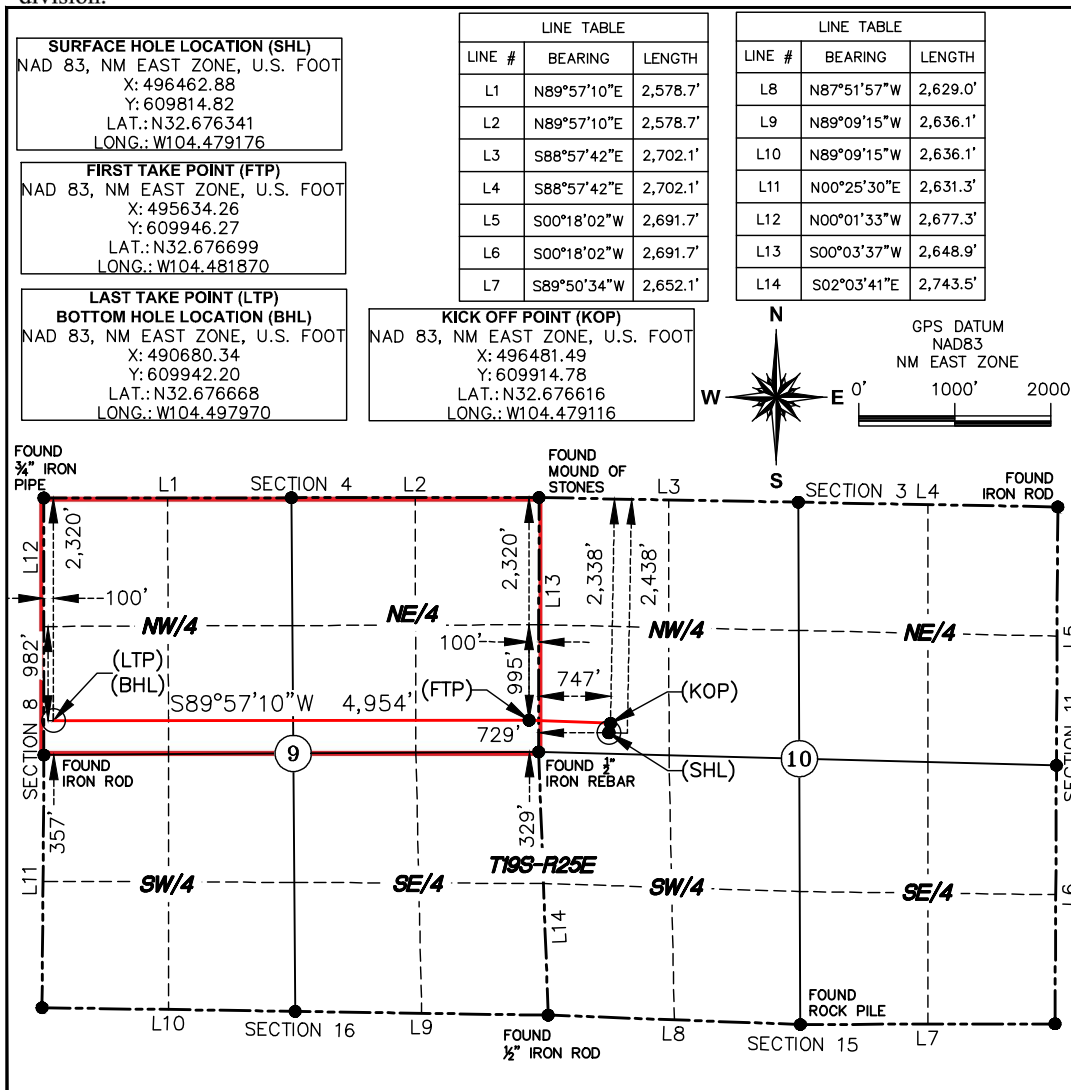 division.
SURFACE HOLE LOCATION (SHL)
NAD 83, NM EAST ZONE, U.S. FOOT
X: 496462.88
Y: 609814.82
LAT.: N32.676341
LONG.: W104.479176
FIRST TAKE POINT (FTP)
NAD 83, NM EAST ZONE, U.S. FOOT
X: 495634.26
Y: 609946.27
LAT.: N32.676699
LONG.: W104.481870
LAST TAKE POINT (LTP)
BOTTOM HOLE LOCATION (BHL)
NAD 83, NM EAST ZONE, U.S. FOOT
X: 490680.34
Y: 609942.20
LAT.: N32.676668
LONG.: W104.497970
KICK OFF POINT (KOP)
NAD 83, NM EAST ZONE, U.S. FOOT
X: 496481.49
Y: 609914.78
LAT.: N32.676616
LONG.: W104.479116
LINE TABLE
LINE # BEARING LENGTH
L1 N89°57'10"E 2,578.7'
L2 N89°57'10"E 2,578.7'
L3 S88°57'42"E 2,702.1'
L4 S88°57'42"E 2,702.1'
L5 S00°18'02"W 2,691.7'
L6 S00°18'02"W 2,691.7'
L7 S89°50'34"W 2,652.1'
LINE TABLE
LINE # BEARING LENGTH
L8 N87°51'57"W 2,629.0'
L9 N89°09'15"W 2,636.1'
L10 N89°09'15"W 2,636.1'
L11 N00°25'30"E 2,631.3'
L12 N00°01'33"W 2,677.3'
L13 S00°03'37"W 2,648.9'
L14 S02°03'41"E 2,743.5'
N
W E
S
GPS DATUM
NAD83
NM EAST ZONE
0' 1000' 2000'
FOUND
¾" IRON
PIPE
L1
SECTION 4
L2
FOUND
MOUND OF
STONES
L3
SECTION 3 L4
FOUND
IRON ROD
L12
2,320'
100'
982'
NW/4
NE/4
2,320'
L13
100'
995'
2,338'
2,438'
747'
NW/4
NE/4
L5
(LTP)
(BHL)
S89°57'10"W 4,954'
(FTP)
(KOP)
729'
(SHL)
SECTION 8
FOUND
IRON ROD
9
FOUND ½"
IRON REBAR
10
SECTION 11
357'
329'
T19S-R25E
L11
SW/4
SE/4
L14
SW/4
SE/4
L6
L10
SECTION 16
L9
FOUND
½" IRON ROD
L8
FOUND
ROCK PILE
SECTION 15
L7